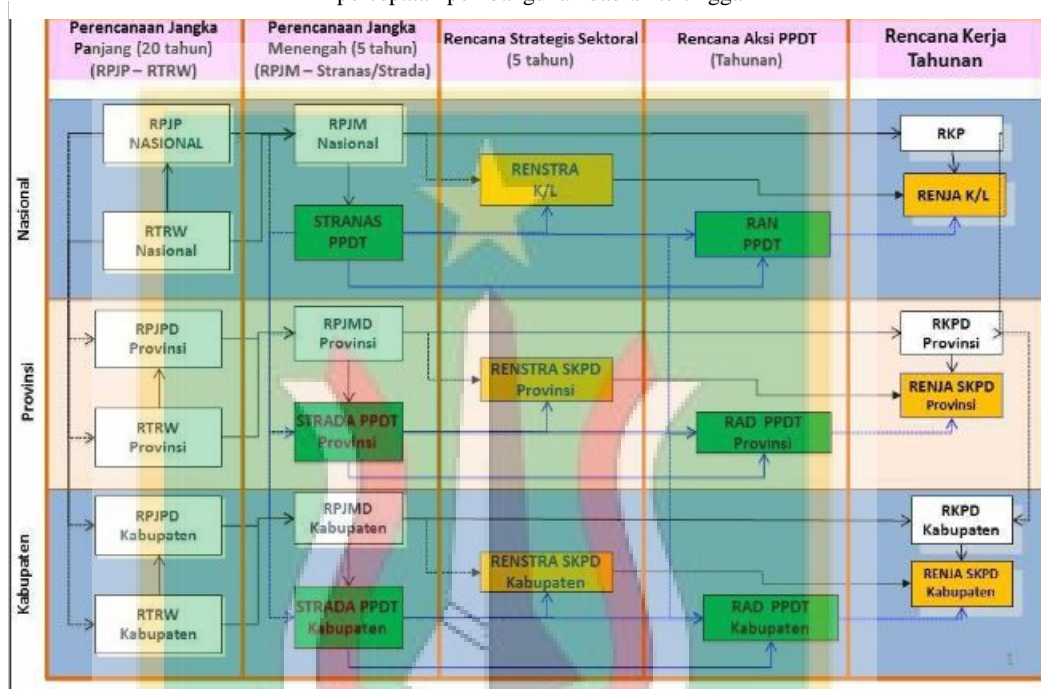 Perencanaan Jangka
Panjang (20 tahun)
(RPJP – RTRW)
Perencanaan Jangka
Menengah (5 tahun)
(RPJM – Stranas/Strada)
Rencana Strategis Sektoral
(5 tahun)
Rencana Aksi PPDT
(Tahunan)
Rencana Kerja
Tahunan
Nasional
RPJP
NASIONAL
RPJM
Nasional
RKP
RENSTRA
K/L
RENJA K/L
RTRW
Nasional
STRANAS
PPDT
RAN
PPDT
Provinsi
RPJPD
Provinsi
RPJMD
Provinsi
RKPD
Provinsi
RENSTRA SKPD
Provinsi
RENJA SKPD
Provinsi
RTRW
Provinsi
STRADA PPDT
Provinsi
RAD PPDT
Provinsi
Kabupaten
RPJPD
Kabupaten
RPJMD
Kabupaten
RKPD
Kabupaten
RENSTRA SKPD
Kabupaten
RENJA SKPD
Kabupaten
RTRW
Kabupaten
STRADA PPDT
Kabupaten
RAD PPDT
Kabupaten